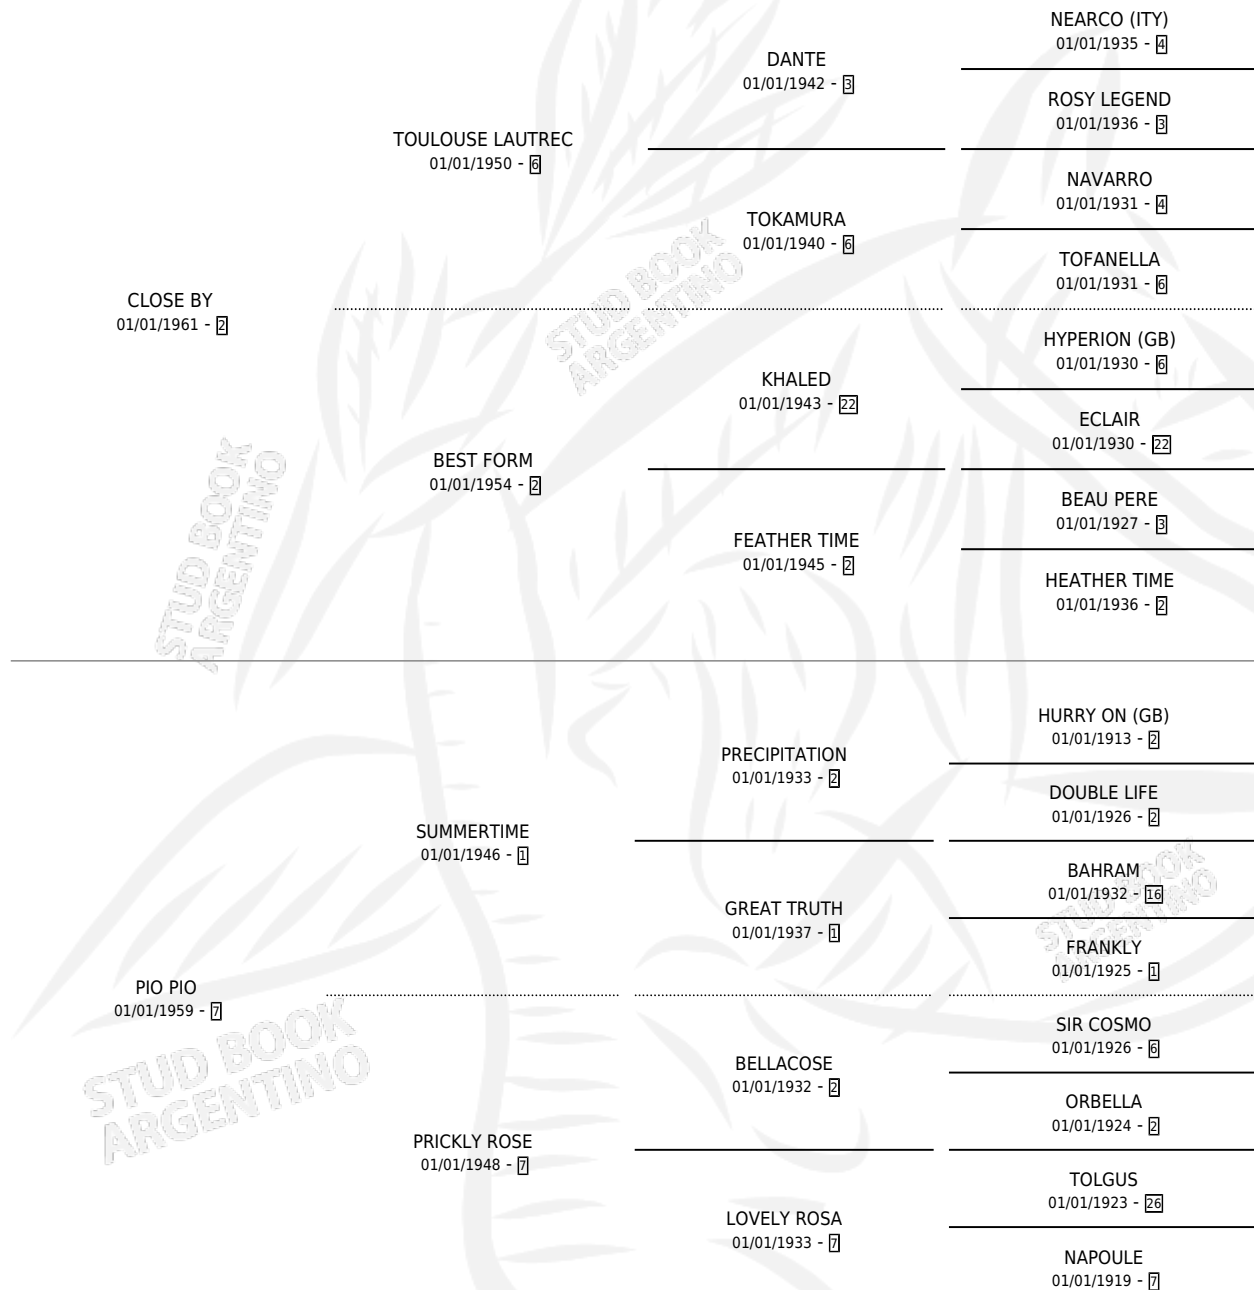 NEARCO (ITY)
01/01/1935 - 4
DANTE
01/01/1942 - 3
ROSY LEGEND
01/01/1936 - 3
TOULOUSE LAUTREC
01/01/1950 - 6
NAVARRO
01/01/1931 - 4
TOKAMURA
01/01/1940 - 6
TOFANELLA
01/01/1931 - 6
CLOSE BY
01/01/1961 - 2
HYPERION (GB)
01/01/1930 - 6
KHALED
01/01/1943 - 22
ECLAIR
01/01/1930 - 22
BEST FORM
01/01/1954 - 2
BEAU PERE
01/01/1927 - 3
FEATHER TIME
01/01/1945 - 2
HEATHER TIME
01/01/1936 - 2
HURRY ON (GB)
01/01/1913 - 2
PRECIPITATION
01/01/1933 - 2
DOUBLE LIFE
01/01/1926 - 2
SUMMERTIME
01/01/1946 - 1
BAHRAM
01/01/1932 - 16
GREAT TRUTH
01/01/1937 - 1
FRANKLY
01/01/1925 - 1
PIO PIO
01/01/1959 - 7
SIR COSMO
01/01/1926 - 6
BELLACOSE
01/01/1932 - 2
ORBELLA
01/01/1924 - 2
PRICKLY ROSE
01/01/1948 - 7
TOLGUS
01/01/1923 - 26
LOVELY ROSA
01/01/1933 - 7
NAPOULE
01/01/1919 - 7
STUD BOOK
ARGENTINO
STUD BOOK
ARGENTINO
STUD BOOK
ARGENTINO
STUD BOOK
ARGENTINO